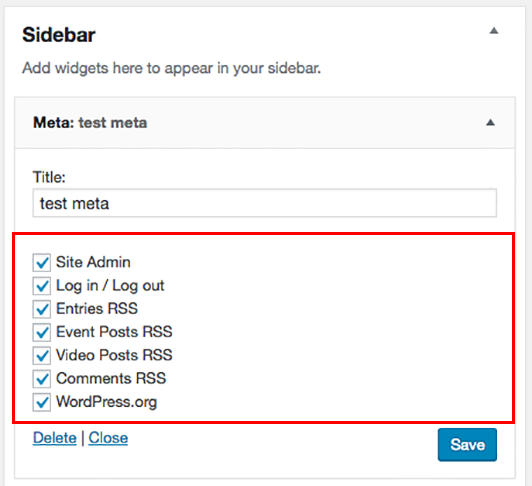 Sidebar
Add widgets here to appear in your sidebar.
Meta: test meta
Title:
test meta
Site Admin
Log in / Log out
Entries RSS
Event Posts RSS
Video Posts RSS
Comments RSS
WordPress.org
Delete | Close
Save